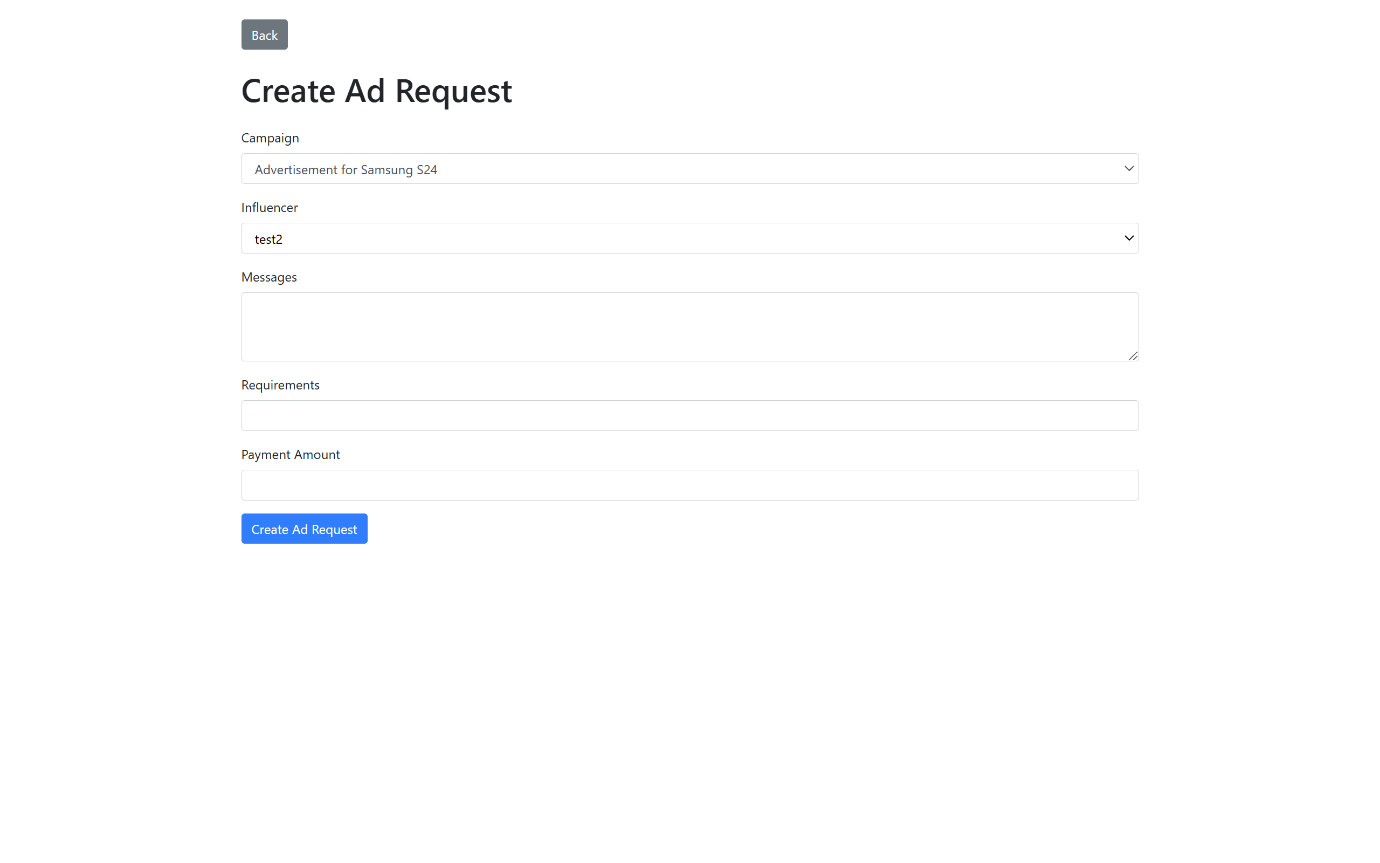 Back
Create Ad Request
Campaign
Advertisement for Samsung S24
Influencer
test2
Messages
Requirements
Payment Amount
Create Ad Request